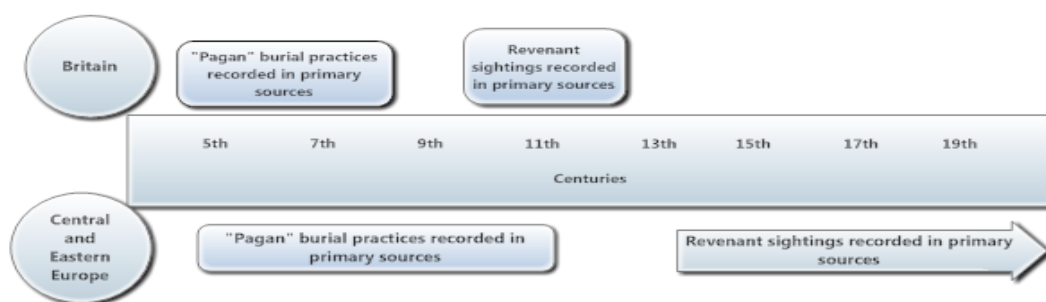 Britain
"Pagan" burial practices
recorded in primary
sources
Revenant
sightings recorded
in primary sources
5th 7th 9th 11th 13th 15th 17th 19th
Centuries
Central
and
Eastern
Europe
"Pagan" burial practices recorded in
primary sources
Revenant sightings recorded in primary
sources